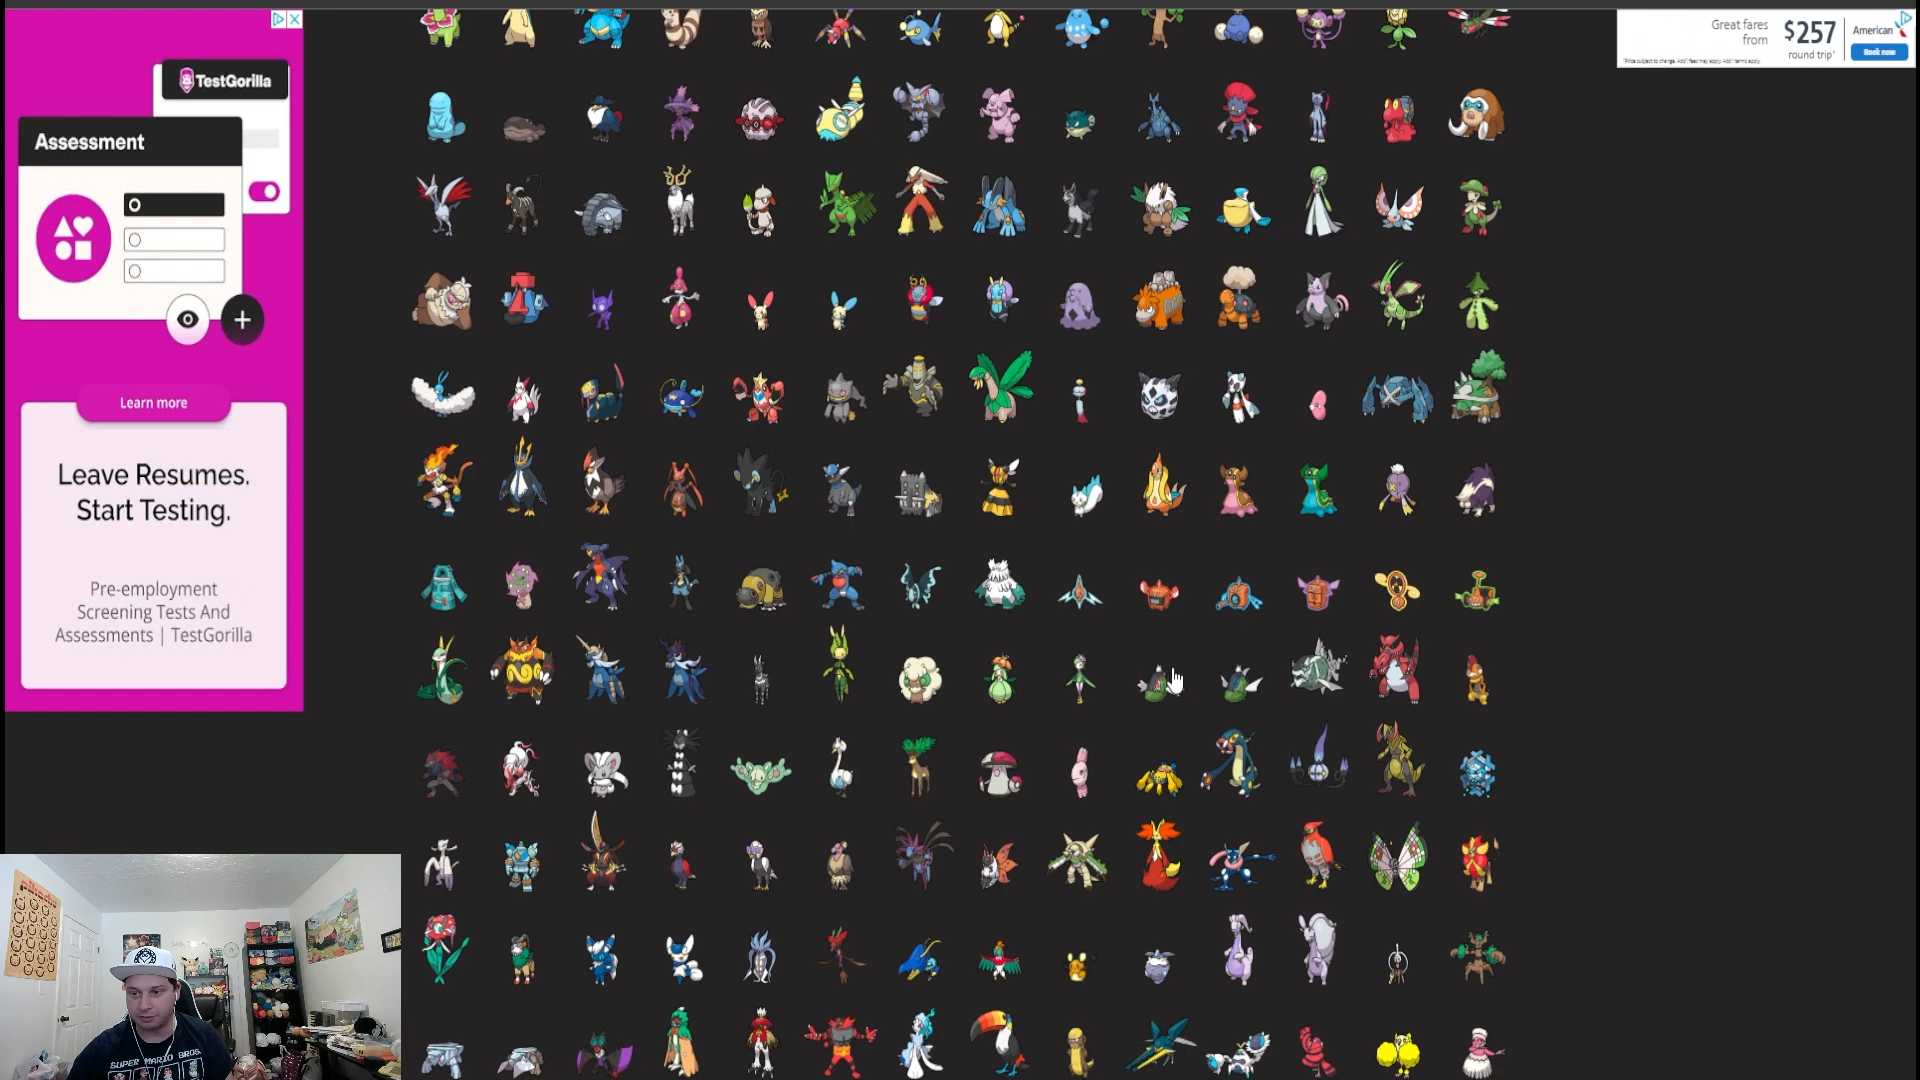 TestGorilla
Assessment
Learn more
Leave Resumes.
Start Testing.
Pre-employment
Screening Tests And
Assessments | TestGorilla
Great fares
from
$257
round trip*
American
Book now
pikachu
SUPER MARIO BROS.